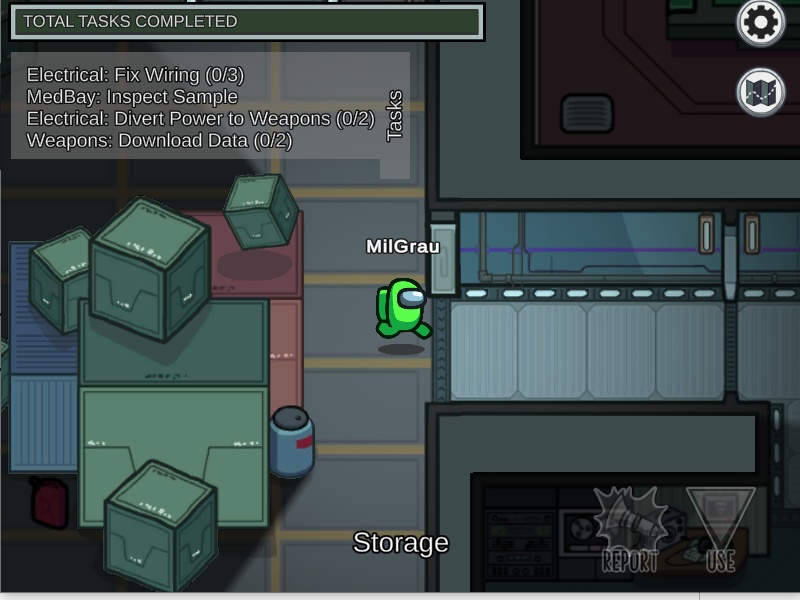 TOTAL TASKS COMPLETED
Electrical: Fix Wiring (0/3)
MedBay: Inspect Sample
Electrical: Divert Power to Weapons (0/2)
Weapons: Download Data (0/2)
Tasks
MilGrau
Storage
REPORT
USE